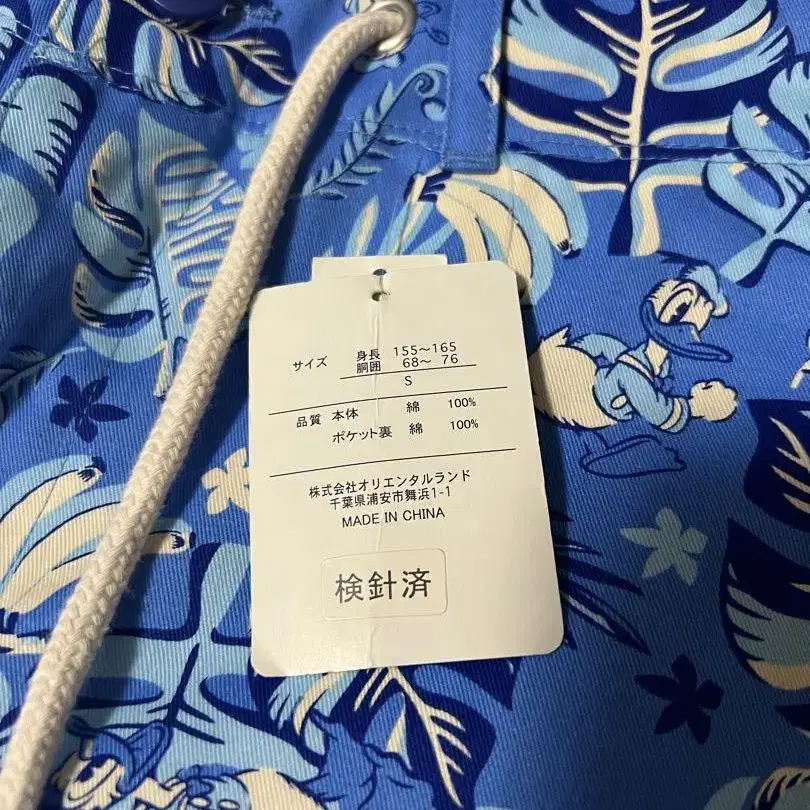 サイズ 身長 155～165
胴囲 68～ 76
S
品質 本体 綿 100%
ポケット裏 綿 100%
株式会社オリエンタルランド
千葉県浦安市舞浜1-1
MADE IN CHINA
検針済